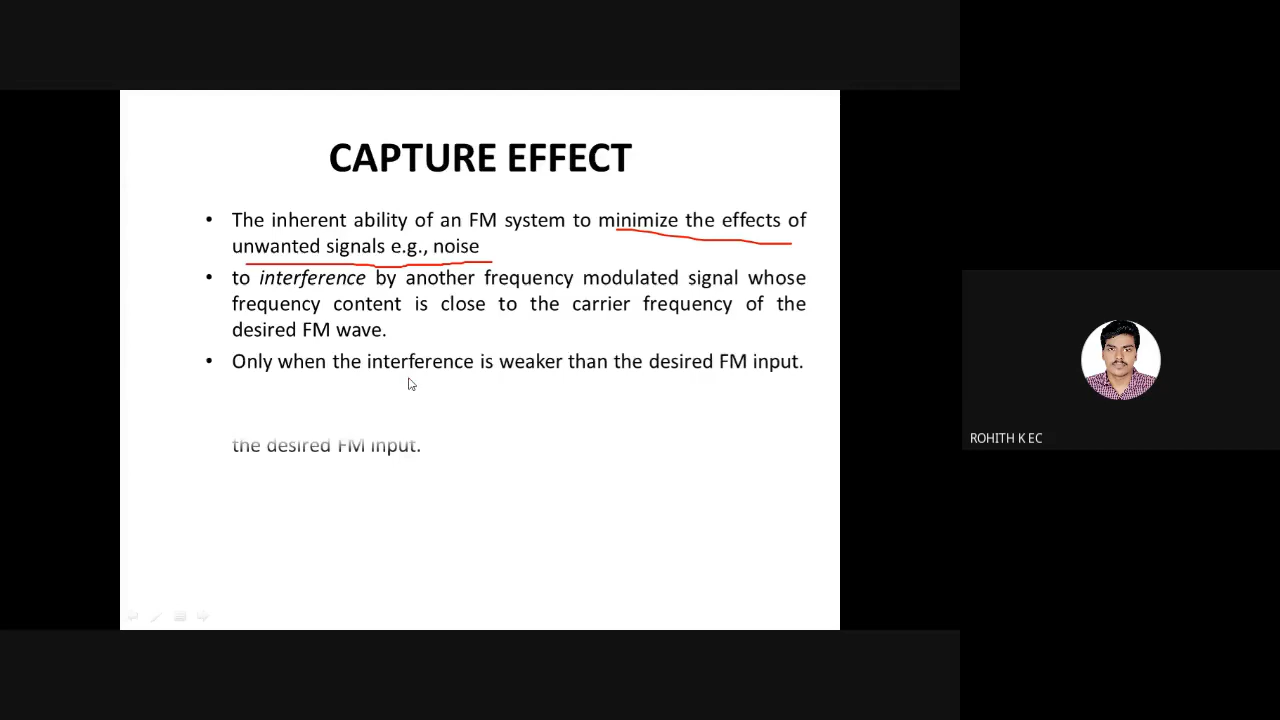 CAPTURE EFFECT
• The inherent ability of an FM system to minimize the effects of
unwanted signals e.g., noise
• to interference by another frequency modulated signal whose
frequency content is close to the carrier frequency of the
desired FM wave.
• Only when the interference is weaker than the desired FM input.
the desired FM input.
ROHITH K EC